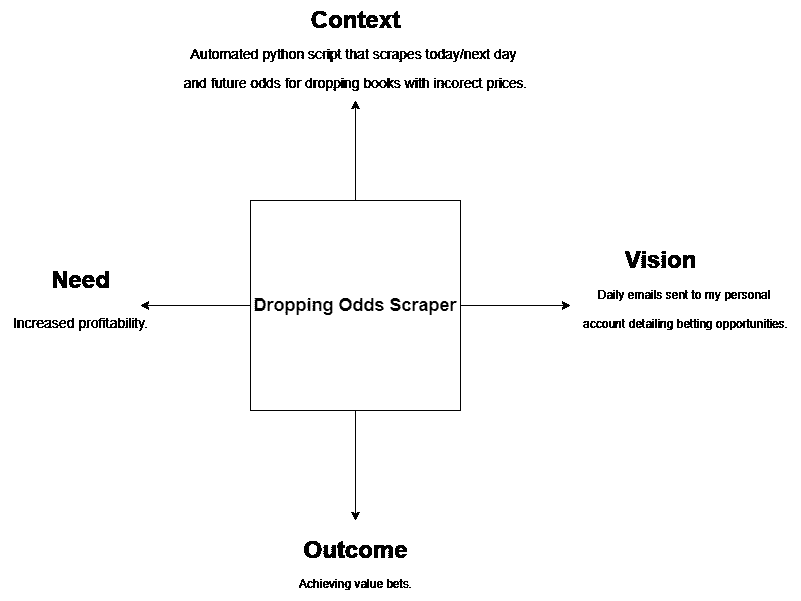 Context
Automated python script that scrapes today/next day
and future odds for dropping books with incorect prices.
Need
Increased profitability.
Dropping Odds Scraper
Vision
Daily emails sent to my personal
account detailing betting opportunities.
Outcome
Achieving value bets.